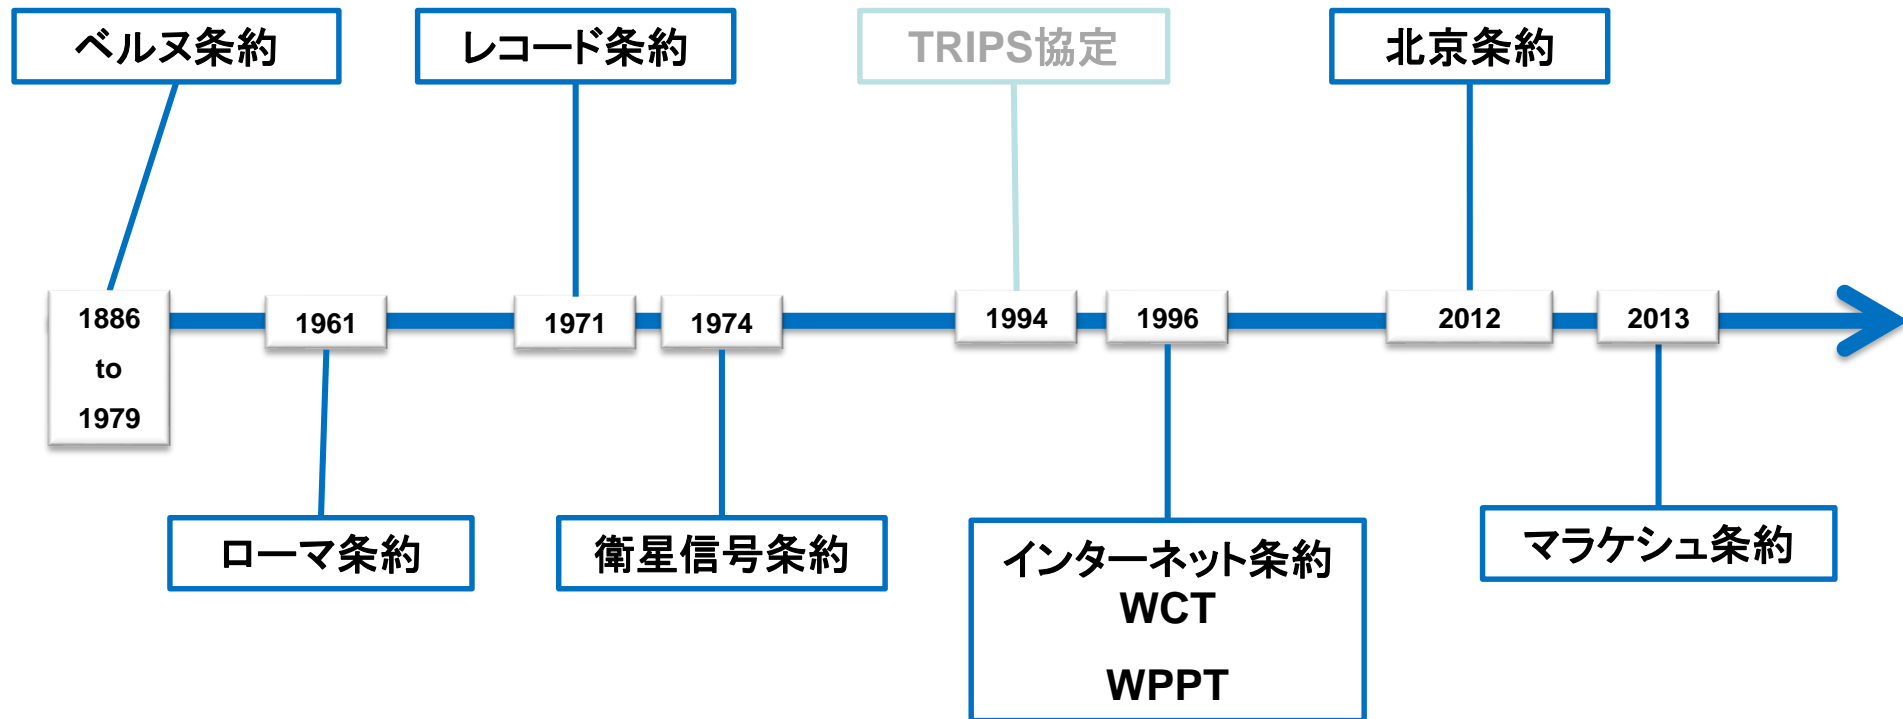 ベルヌ条約
レコード条約
TRIPS協定
北京条約
1886
to
1979
1961
1971
1974
1994
1996
2012
2013
ローマ条約
衛星信号条約
インターネット条約
WCT
WPPT
マラケシュ条約